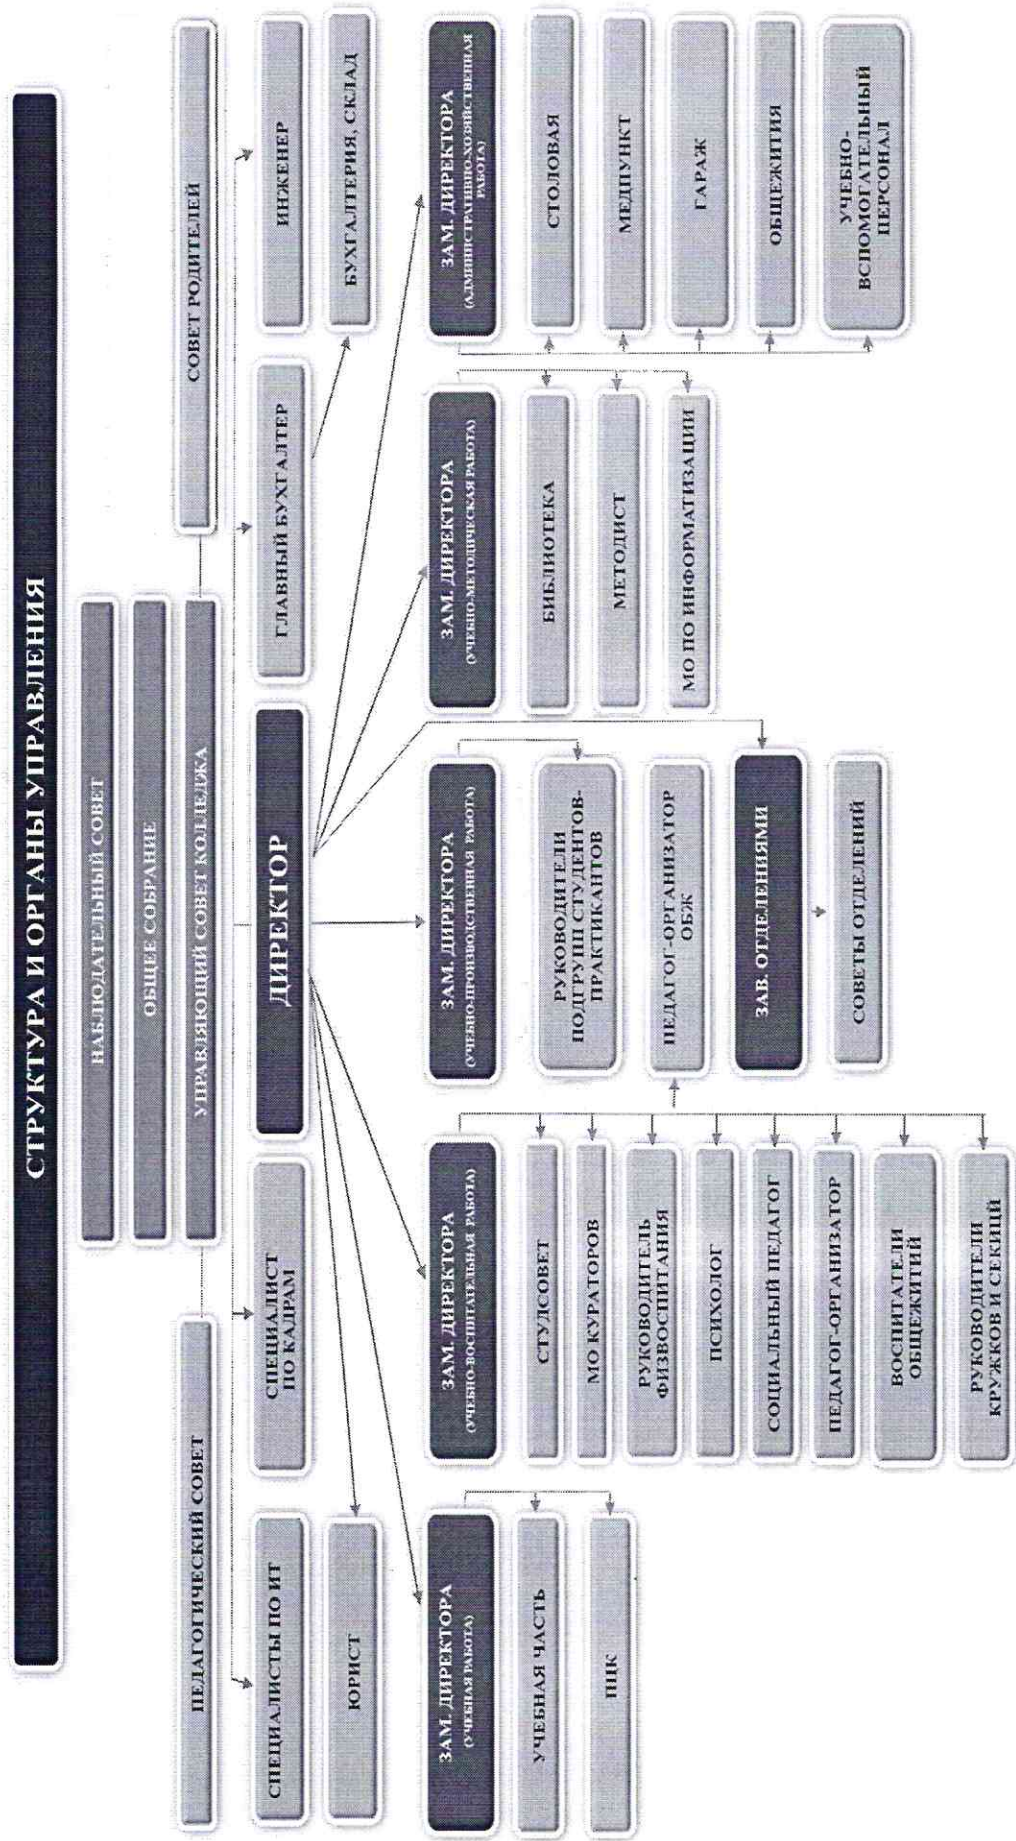 СТРУКТУРА И ОРГАНЫ УПРАВЛЕНИЯ
НАБЛЮДАТЕЛЬНЫЙ СОВЕТ
ОБЩЕЕ СОБРАНИЕ
ПЕДАГОГИЧЕСКИЙ СОВЕТ
УПРАВЛЯЮЩИЙ СОВЕТ КОЛЛЕДЖА
СОВЕТ РОДИТЕЛЕЙ
СПЕЦИАЛИСТЫ ПО ИТ
СПЕЦИАЛИСТ
ПО КАДРАМ
ДИРЕКТОР
ГЛАВНЫЙ БУХГАЛТЕР
ИНЖЕНЕР
ЮРИСТ
БУХГАЛТЕРИЯ, СКЛАД
ЗАМ. ДИРЕКТОРА
(УЧЕБНАЯ РАБОТА)
УЧЕБНАЯ ЧАСТЬ
ПЦК
ЗАМ. ДИРЕКТОРА
(УЧЕБНО-ВОСПИТАТЕЛЬНАЯ РАБОТА)
СТУДСОВЕТ
МО КУРАТОРОВ
РУКОВОДИТЕЛЬ
ФИЗВОСПИТАНИЯ
ПСИХОЛОГ
СОЦИАЛЬНЫЙ ПЕДАГОГ
ПЕДАГОГ-ОРГАНИЗАТОР
ВОСПИТАТЕЛИ
ОБЩЕЖИТИЙ
РУКОВОДИТЕЛИ
КРУЖКОВ И СЕКИЦЙ
ЗАМ. ДИРЕКТОРА
(УЧЕБНО-ПРОИЗВОДСТВЕННАЯ РАБОТА)
РУКОВОДИТЕЛИ
ПОДГРУПП СТУДЕНТОВ-
ПРАКТИКАНТОВ
ПЕДАГОГ-ОРГАНИЗАТОР
ОБЖ
ЗАВ. ОТДЕЛЕНИЯМИ
СОВЕТЫ ОТДЕЛЕНИЙ
ЗАМ. ДИРЕКТОРА
(УЧЕБНО-МЕТОДИЧЕСКАЯ РАБОТА)
БИБЛИОТЕКА
МЕТОДИСТ
МО ПО ИНФОРМАТИЗАЦИИ
ЗАМ. ДИРЕКТОРА
(АДМИНИСТРАТИВНО-ХОЗЯЙСТВЕННАЯ
РАБОТА)
СТОЛОВАЯ
МЕДПУНКТ
ГАРАЖ
ОБЩЕЖИТИЯ
УЧЕБНО-
ВСПОМОГАТЕЛЬНЫЙ
ПЕРСОНАЛ